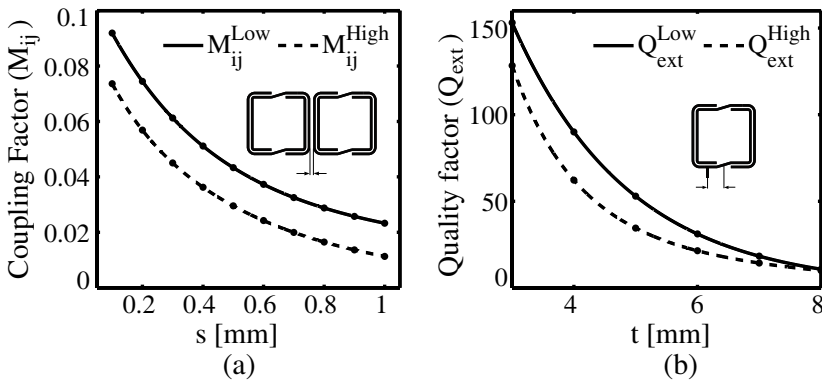 Coupling Factor (M_ij)
0.1
0.08
0.06
0.04
0.02
0
M_ij^Low
M_ij^High
0.2 0.4 0.6 0.8 1
s [mm]
(a)
Quality factor (Q_ext)
150
100
50
0
Q_ext^Low
Q_ext^High
4 6 8
t [mm]
(b)